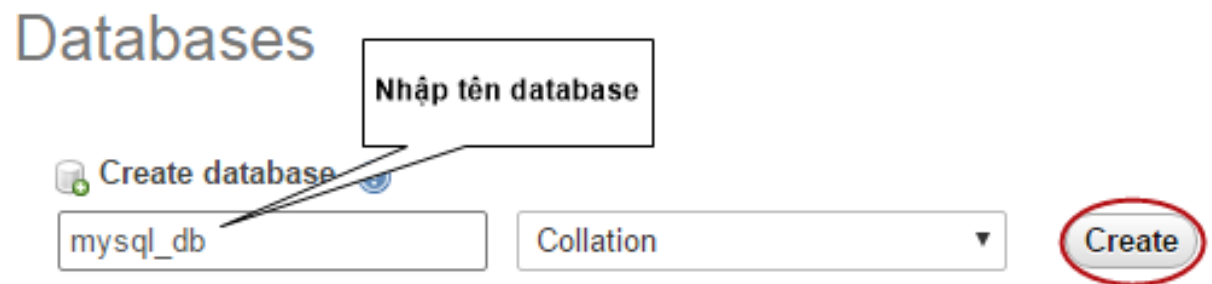 Databases
Nhập tên database
Create database
mysql_db
Collation
Create